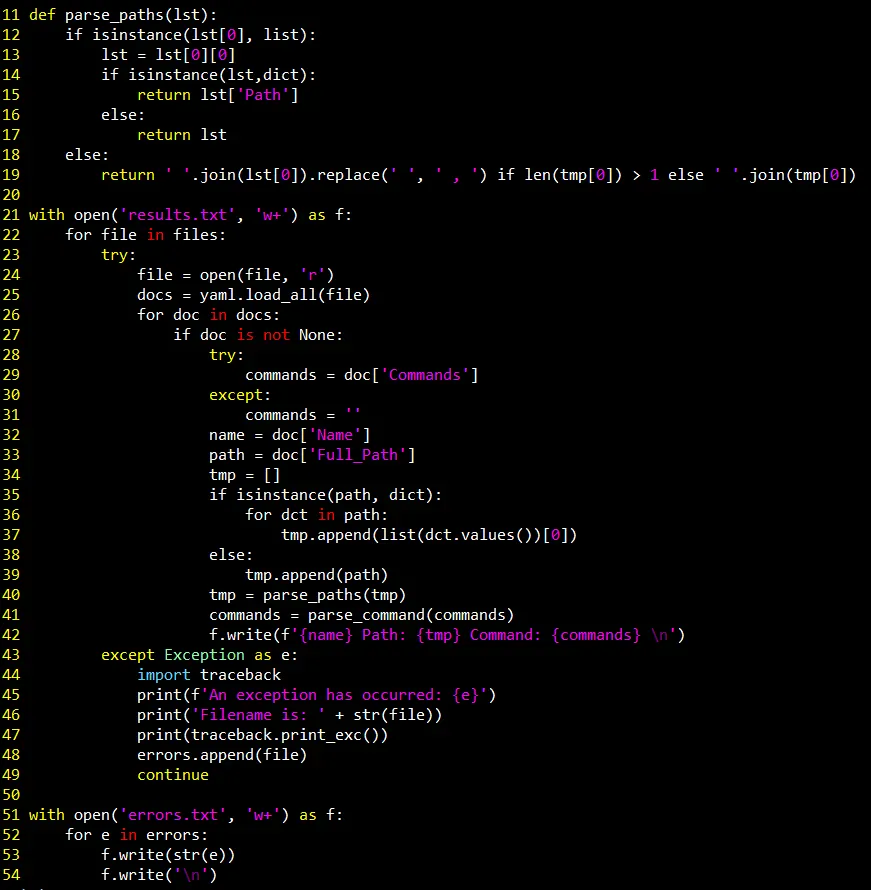 11 def parse_paths(lst):
12     if isinstance(lst[0], list):
13         lst = lst[0][0]
14         if isinstance(lst,dict):
15             return lst['Path']
16         else:
17             return lst
18     else:
19         return ' '.join(lst[0]).replace(' ', ' , ') if len(tmp[0]) > 1 else ' '.join(tmp[0])
20
21 with open('results.txt', 'w+') as f:
22     for file in files:
23         try:
24             file = open(file, 'r')
25             docs = yaml.load_all(file)
26             for doc in docs:
27                 if doc is not None:
28                     try:
29                         commands = doc['Commands']
30                     except:
31                         commands = ''
32                     name = doc['Name']
33                     path = doc['Full_Path']
34                     tmp = []
35                     if isinstance(path, dict):
36                         for dct in path:
37                             tmp.append(list(dct.values())[0])
38                     else:
39                         tmp.append(path)
40                     tmp = parse_paths(tmp)
41                     commands = parse_command(commands)
42                     f.write(f'{name} Path: {tmp} Command: {commands} \n')
43         except Exception as e:
44             import traceback
45             print(f'An exception has occurred: {e}')
46             print('Filename is: ' + str(file))
47             print(traceback.print_exc())
48             errors.append(file)
49             continue
50
51 with open('errors.txt', 'w+') as f:
52     for e in errors:
53         f.write(str(e))
54         f.write('\n')